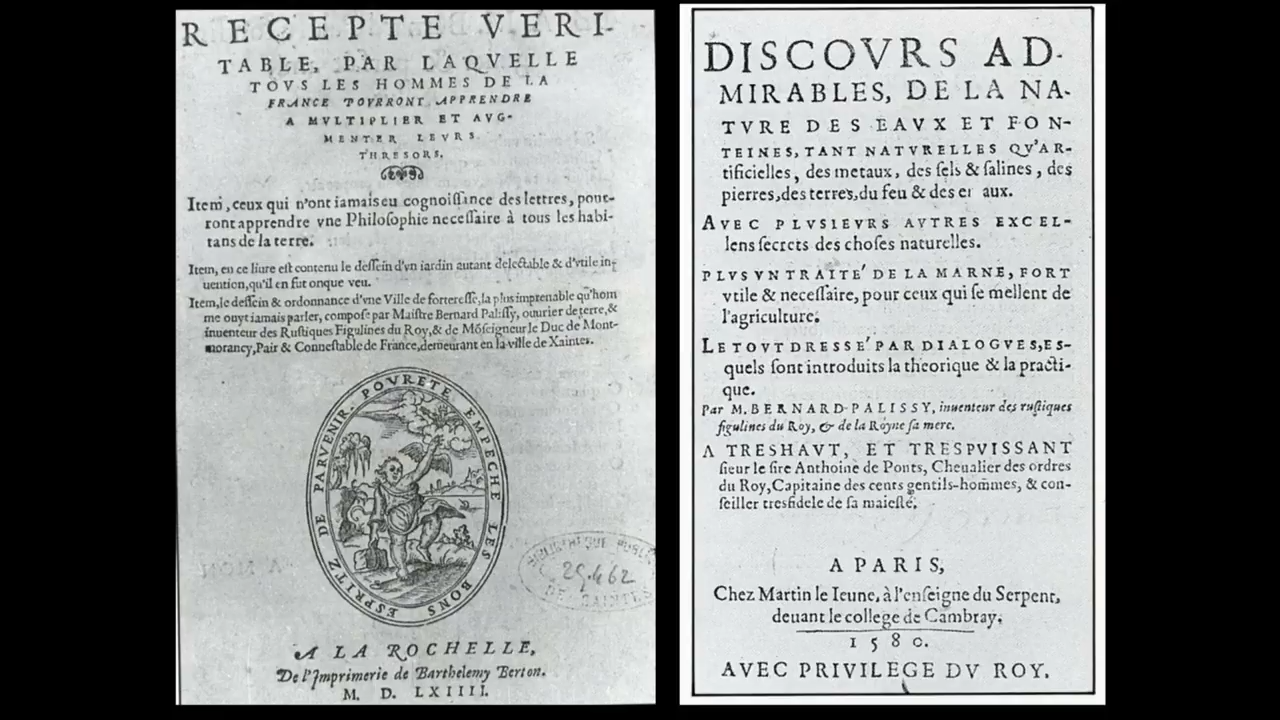 RECEPTE VERI-
TABLE, PAR LAQVELLE
TOVS LES HOMMES DE LA
FRANCE POVRRONT APPRENDRE
A MVLTIPLIER ET AVG-
MENTER LEVRS
THRESORS.
Item, ceux qui n'ont iamais eu cognoiſſance des lettres, pour-
ront apprendre vne Philoſophie neceſſaire à tous les habi-
tans de la terre.
Item, en ce liure eſt contenu le deſſein d'vn iardin autant delectable & d'vtile in-
uention, qu'il en fut onque veu.
Item, le deſſein & ordonnance d'vne Ville de fortereſſe, la plus imprenable qu'hom
me ouyt iamais parler, compoſé par Maiſtre Bernard Paliſſy, ouurier de terre, &
inuenteur des Ruſtiques Figulines du Roy, & de Mõſeigneur le Duc de Mont-
morancy, Pair & Conneſtable de France, demeurant en la ville de Xaintes.
POVRETE EMPECHE LES BONS ESPRITZ DE PARVENIR.
BIBLIOTHEQUE PUBL
29.462
DE SAINTES
A LA ROCHELLE,
De l'Imprimerie de Barthelemy Berton.
M. D. LXIIII.
DISCOVRS AD-
MIRABLES, DE LA NA-
TVRE DES EAVX ET FON-
TEINES, TANT NATVRELLES QV'AR-
tificielles, des metaux, des ſels & ſalines, des
pierres, des terres, du feu & des aux.
AVEC PLVSIEVRS AVTRES EXCEL-
lens ſecrets des choſes naturelles.
PLVS VN TRAITE' DE LA MARNE, FORT
vtile & neceſſaire, pour ceux qui ſe mellent de
l'agriculture.
LE TOVT DRESSE' PAR DIALOGVES, ES-
quels ſont introduits la theorique & la practi-
que.
Par M. BERNARD PALISSY, inuenteur des ruſtiques
figulines du Roy, & de la Royne ſa mere.
A TRESHAVT, ET TRESPVISSANT
ſieur le ſire Anthoine de Ponts, Cheualier des ordres
du Roy, Capitaine des cents gentils-hommes, & con-
ſeiller treſfidele de ſa maieſté.
A PARIS,
Chez Martin le Ieune, à l'enſeigne du Serpent,
deuant le college de Cambray.
1580.
AVEC PRIVILEGE DV ROY.